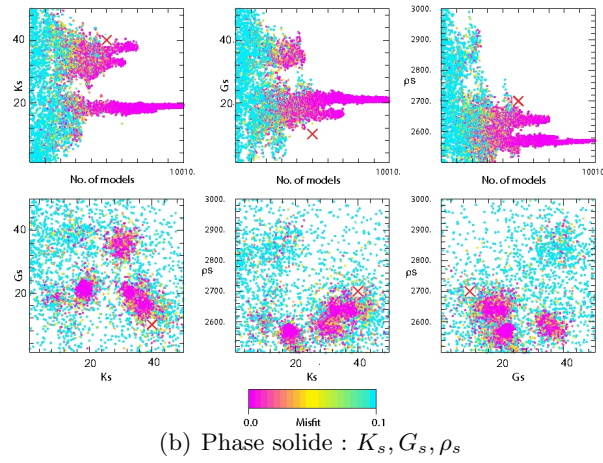 40
20
Ks
No. of models
10010.
40
20
Gs
No. of models
10010.
3000.
2900.
2800.
2700.
2600.
ρs
No. of models
10010.
40
20
Gs
20
40
Ks
3000.
2900.
2800.
2700.
2600.
ρs
20
40
Ks
3000.
2900.
2800.
2700.
2600.
ρs
20
40
Gs
0.0
Misfit
0.1
(b) Phase solide : Ks, Gs, ρs